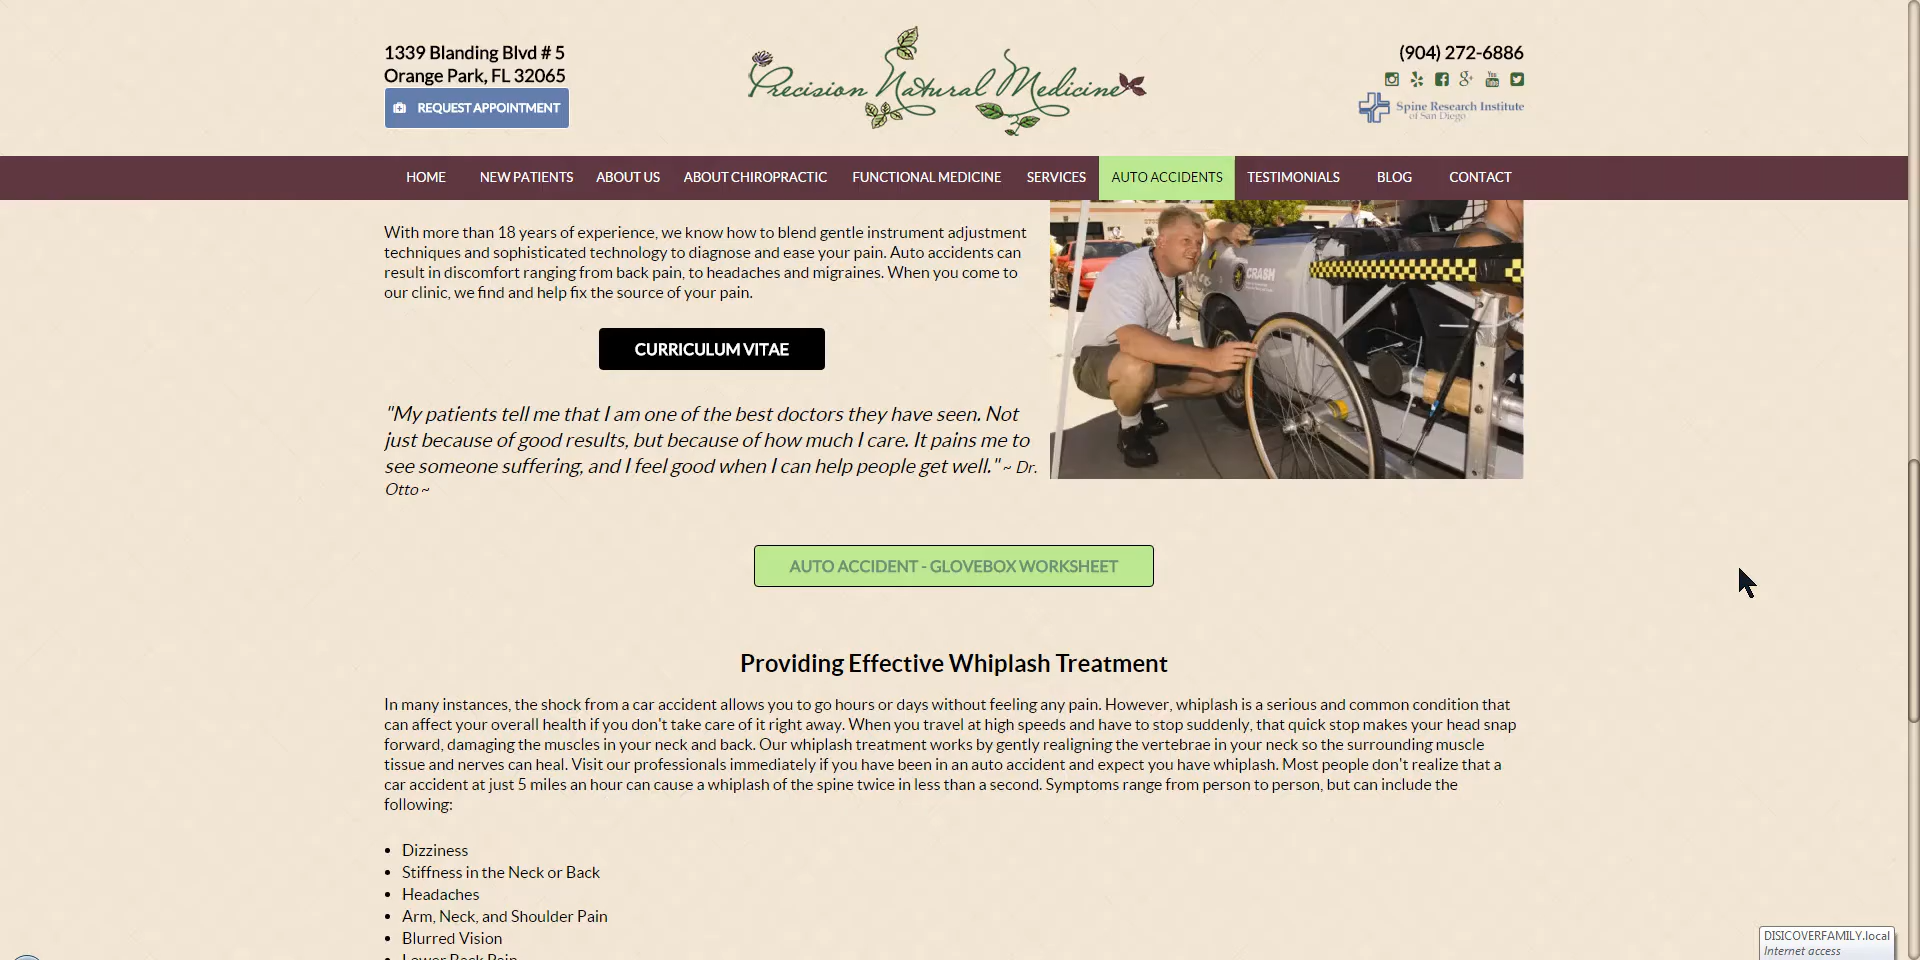 1339 Blanding Blvd # 5
Orange Park, FL 32065
REQUEST APPOINTMENT
Precision Natural Medicine
(904) 272-6886
Spine Research Institute
of San Diego
HOME NEW PATIENTS ABOUT US ABOUT CHIROPRACTIC FUNCTIONAL MEDICINE SERVICES AUTO ACCIDENTS TESTIMONIALS BLOG CONTACT
With more than 18 years of experience, we know how to blend gentle instrument adjustment
techniques and sophisticated technology to diagnose and ease your pain. Auto accidents can
result in discomfort ranging from back pain, to headaches and migraines. When you come to
our clinic, we find and help fix the source of your pain.
CRASH
CURRICULUM VITAE
"My patients tell me that I am one of the best doctors they have seen. Not
just because of good results, but because of how much I care. It pains me to
see someone suffering, and I feel good when I can help people get well." ~ Dr.
Otto ~
AUTO ACCIDENT - GLOVEBOX WORKSHEET
Providing Effective Whiplash Treatment
In many instances, the shock from a car accident allows you to go hours or days without feeling any pain. However, whiplash is a serious and common condition that
can affect your overall health if you don't take care of it right away. When you travel at high speeds and have to stop suddenly, that quick stop makes your head snap
forward, damaging the muscles in your neck and back. Our whiplash treatment works by gently realigning the vertebrae in your neck so the surrounding muscle
tissue and nerves can heal. Visit our professionals immediately if you have been in an auto accident and expect you have whiplash. Most people don't realize that a
car accident at just 5 miles an hour can cause a whiplash of the spine twice in less than a second. Symptoms range from person to person, but can include the
following:
• Dizziness
• Stiffness in the Neck or Back
• Headaches
• Arm, Neck, and Shoulder Pain
• Blurred Vision
• Lower Back Pain
DISICOVERFAMILY.local
Internet access